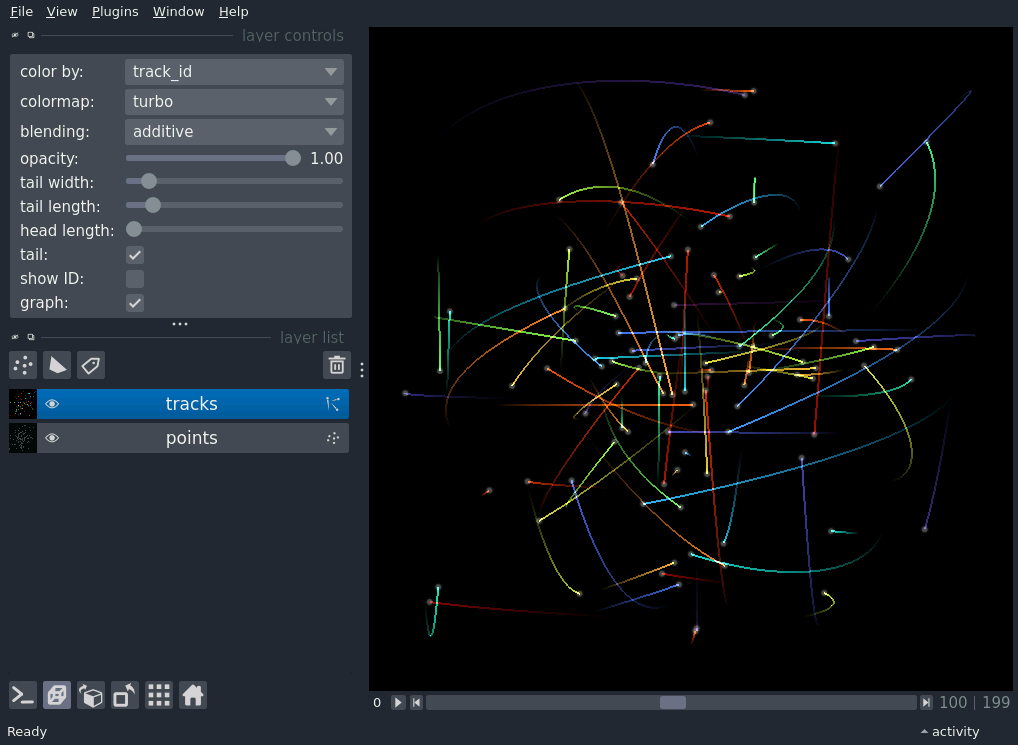 File View Plugins Window Help
layer controls
color by: track_id
colormap: turbo
blending: additive
opacity: 1.00
tail width:
tail length:
head length:
tail:
show ID:
graph:
layer list
tracks
points
0 100 | 199
Ready activity